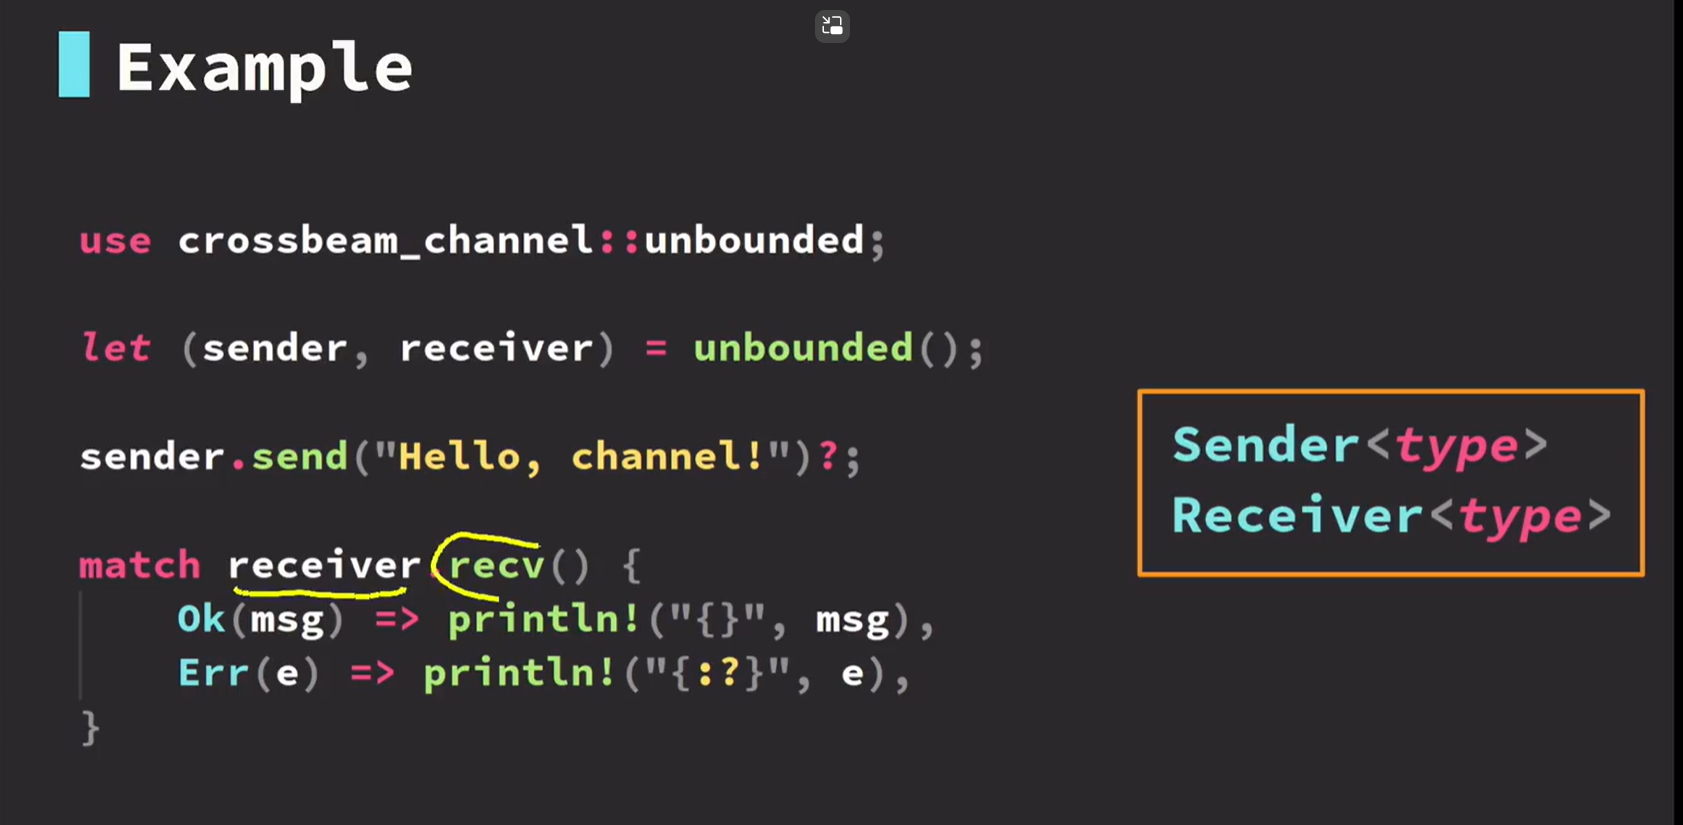 Example
use crossbeam_channel::unbounded;
let (sender, receiver) = unbounded();
sender.send("Hello, channel!")?;
match receiver.recv() {
    Ok(msg) => println!("{}", msg),
    Err(e) => println!("{:?}", e),
}
Sender<type>
Receiver<type>